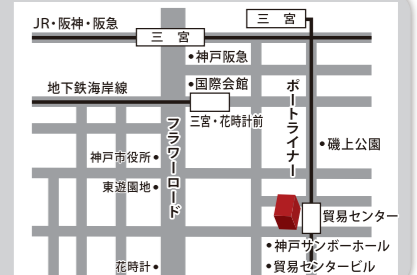 三 宮
JR・阪神・阪急
三 宮
神戸阪急
国際会館
地下鉄海岸線
三宮・花時計前
ポートライナー
フラワーロード
磯上公園
神戸市役所
東遊園地
貿易センター
神戸サンボーホール
花時計
貿易センタービル